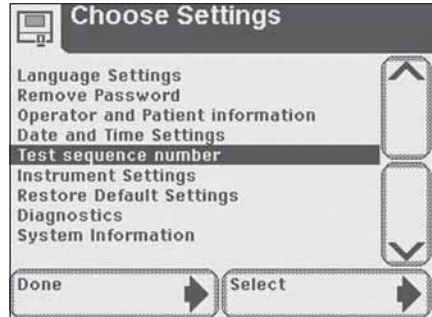 Choose Settings
Language Settings
Remove Password
Operator and Patient information
Date and Time Settings
Test sequence number
Instrument Settings
Restore Default Settings
Diagnostics
System Information
Done
Select